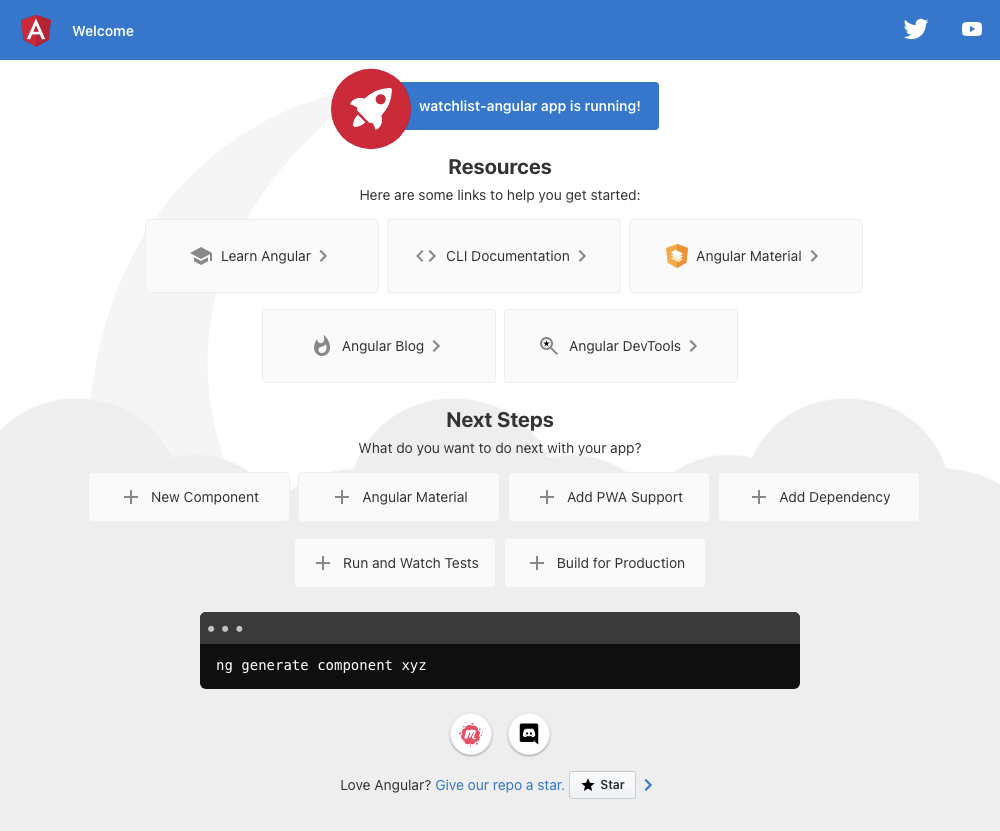 A
Welcome
watchlist-angular app is running!
Resources
Here are some links to help you get started:
Learn Angular
CLI Documentation
Angular Material
Angular Blog
Angular DevTools
Next Steps
What do you want to do next with your app?
New Component
Angular Material
Add PWA Support
Add Dependency
Run and Watch Tests
Build for Production
ng generate component xyz
m
Love Angular? Give our repo a star. Star